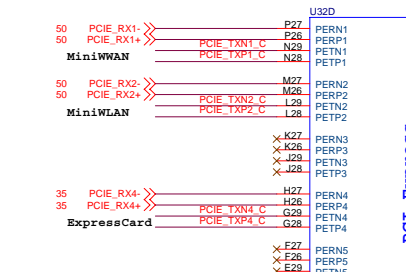 U32D
50 PCIE_RX1- P27 PERN1
50 PCIE_RX1+ P26 PERP1
PCIE_TXN1_C N29 PETN1
MiniWWAN PCIE_TXP1_C N28 PETP1
50 PCIE_RX2- M27 PERN2
50 PCIE_RX2+ M26 PERP2
PCIE_TXN2_C L29 PETN2
MiniWLAN PCIE_TXP2_C L28 PETP2
K27 PERN3
K26 PERP3
J29 PETN3
J28 PETP3
35 PCIE_RX4- H27 PERN4
35 PCIE_RX4+ H26 PERP4
PCIE_TXN4_C G29 PETN4
ExpressCard PCIE_TXP4_C G28 PETP4
F27 PERN5
F26 PERP5
E29 PETN5